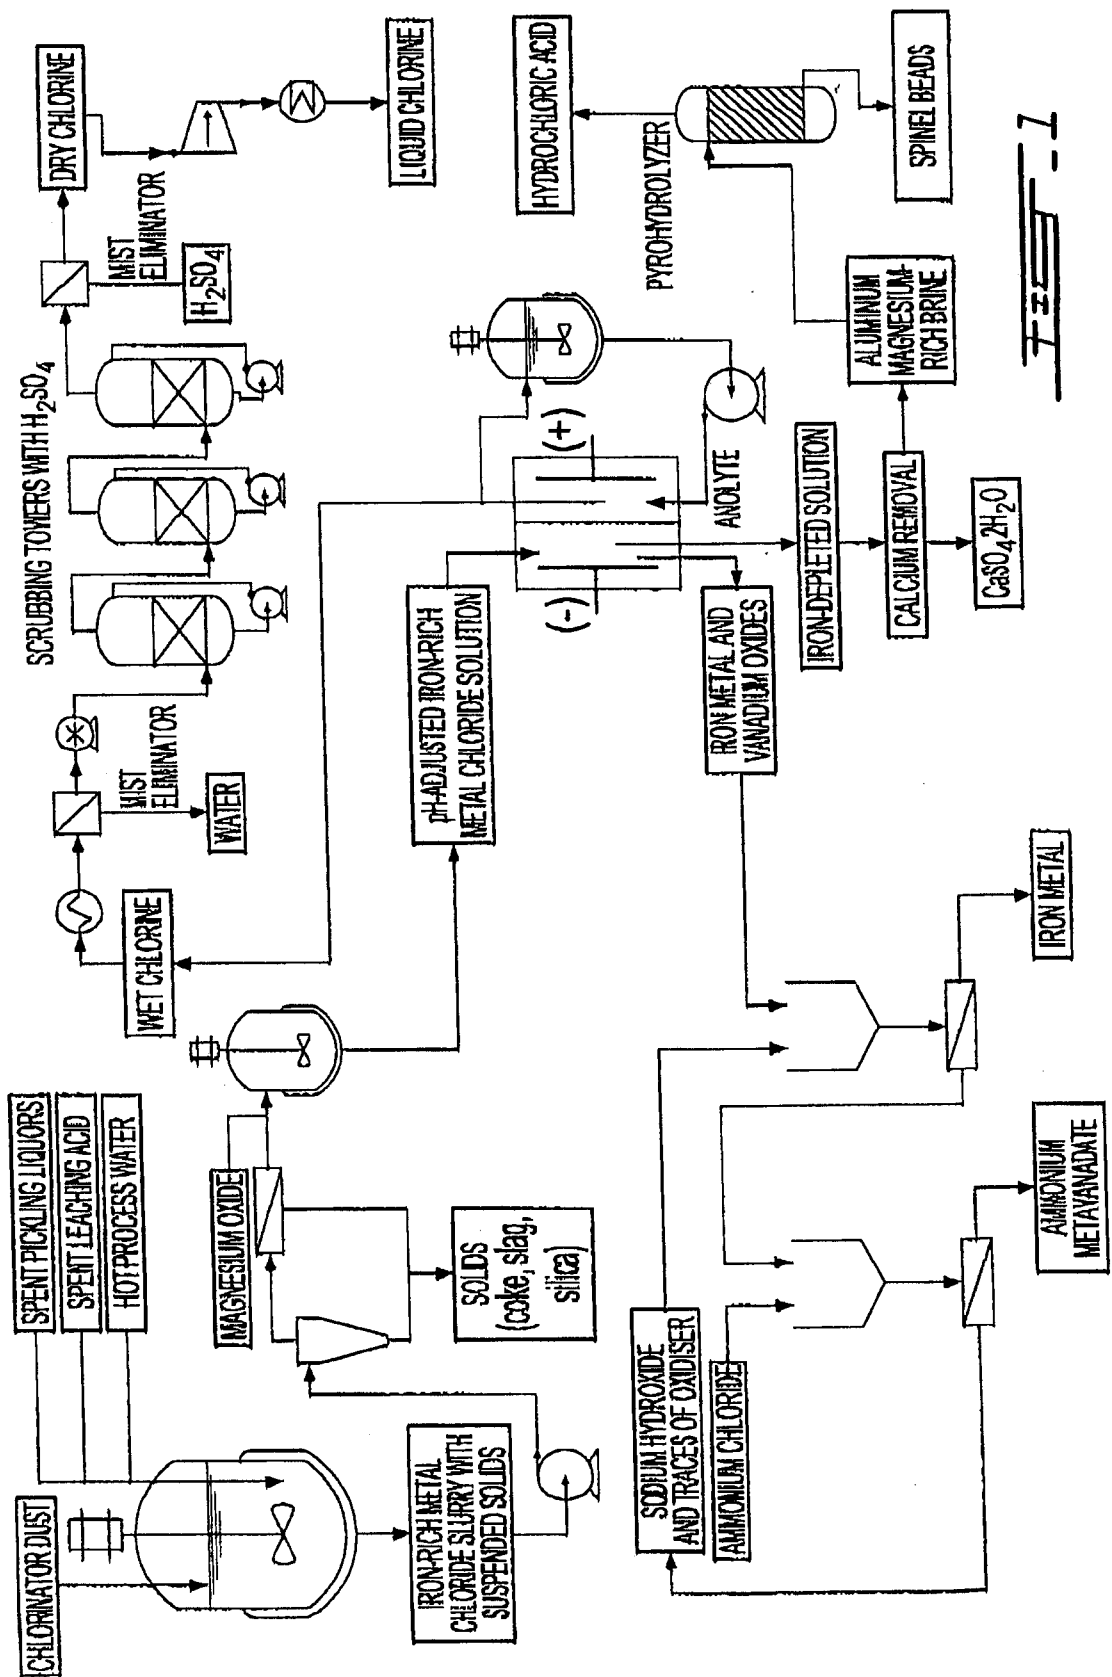 CHLORINATOR DUST
SPENT PICKLING LIQUORS
SPENT LEACHING ACID
HOT PROCESS WATER
IRON-RICH METAL
CHLORIDE SLURRY WITH
SUSPENDED SOLIDS
MAGNESIUM OXIDE
SOLIDS
(coke, slag,
silica)
WET CHLORINE
MIST
ELIMINATOR
WATER
SCRUBBING TOWERS WITH H2SO4
MIST
ELIMINATOR
H2SO4
DRY CHLORINE
LIQUID CHLORINE
pH-ADJUSTED IRON-RICH
METAL CHLORIDE SOLUTION
(-)
(+)
ANOLYTE
IRON METAL AND
VANADIUM OXIDES
IRON-DEPLETED SOLUTION
CALCIUM REMOVAL
CaSO4 2H2O
ALUMINUM
MAGNESIUM-
RICH BRINE
PYROHYDROLYZER
HYDROCHLORIC ACID
SPINEL BEADS
SODIUM HYDROXIDE
AND TRACES OF OXIDISER
AMMONIUM CHLORIDE
AMMONIUM
METAVANADATE
IRON METAL
FIG - 1